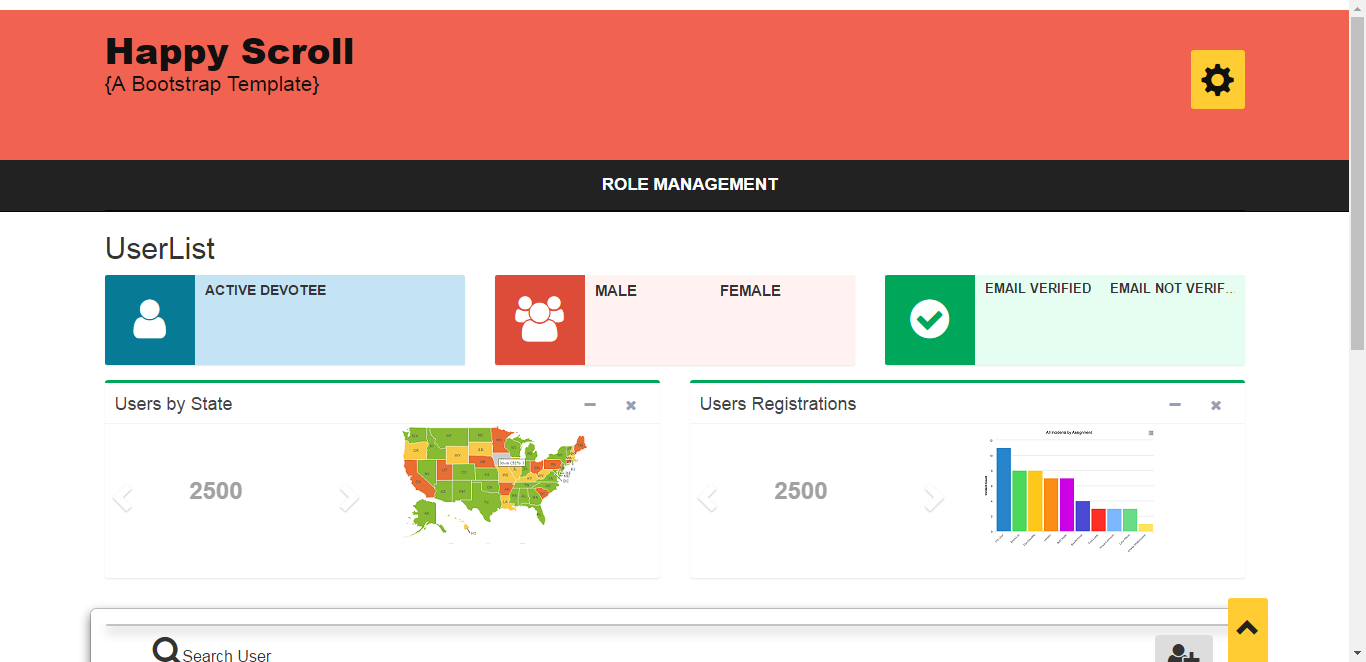 Happy Scroll
{A Bootstrap Template}
ROLE MANAGEMENT
UserList
ACTIVE DEVOTEE
MALE FEMALE
EMAIL VERIFIED EMAIL NOT VERIF...
Users by State
2500
Users Registrations
All Incidents by Assignment
2500
Search User